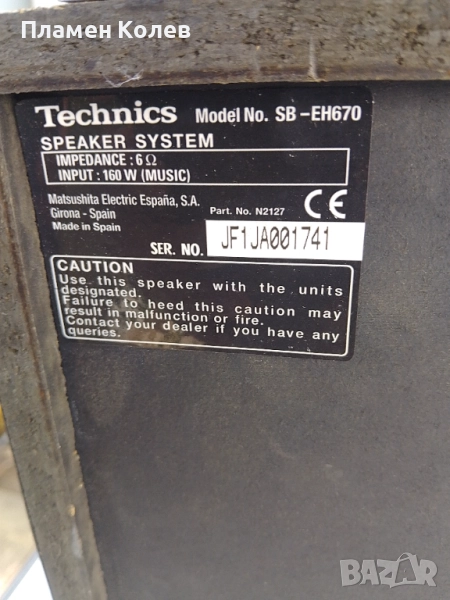 Пламен Колев
Technics Model No. SB-EH670
SPEAKER SYSTEM
IMPEDANCE : 6 Ω
INPUT : 160 W (MUSIC)
Matsushita Electric España, S.A.
Girona - Spain
Part. No. N2127
Made in Spain
CE
SER. NO. JF1JA001741
CAUTION
Use this speaker with the units
designated.
Failure to heed this caution may
result in malfunction or fire.
Contact your dealer if you have any
queries.
BAZAR.bg